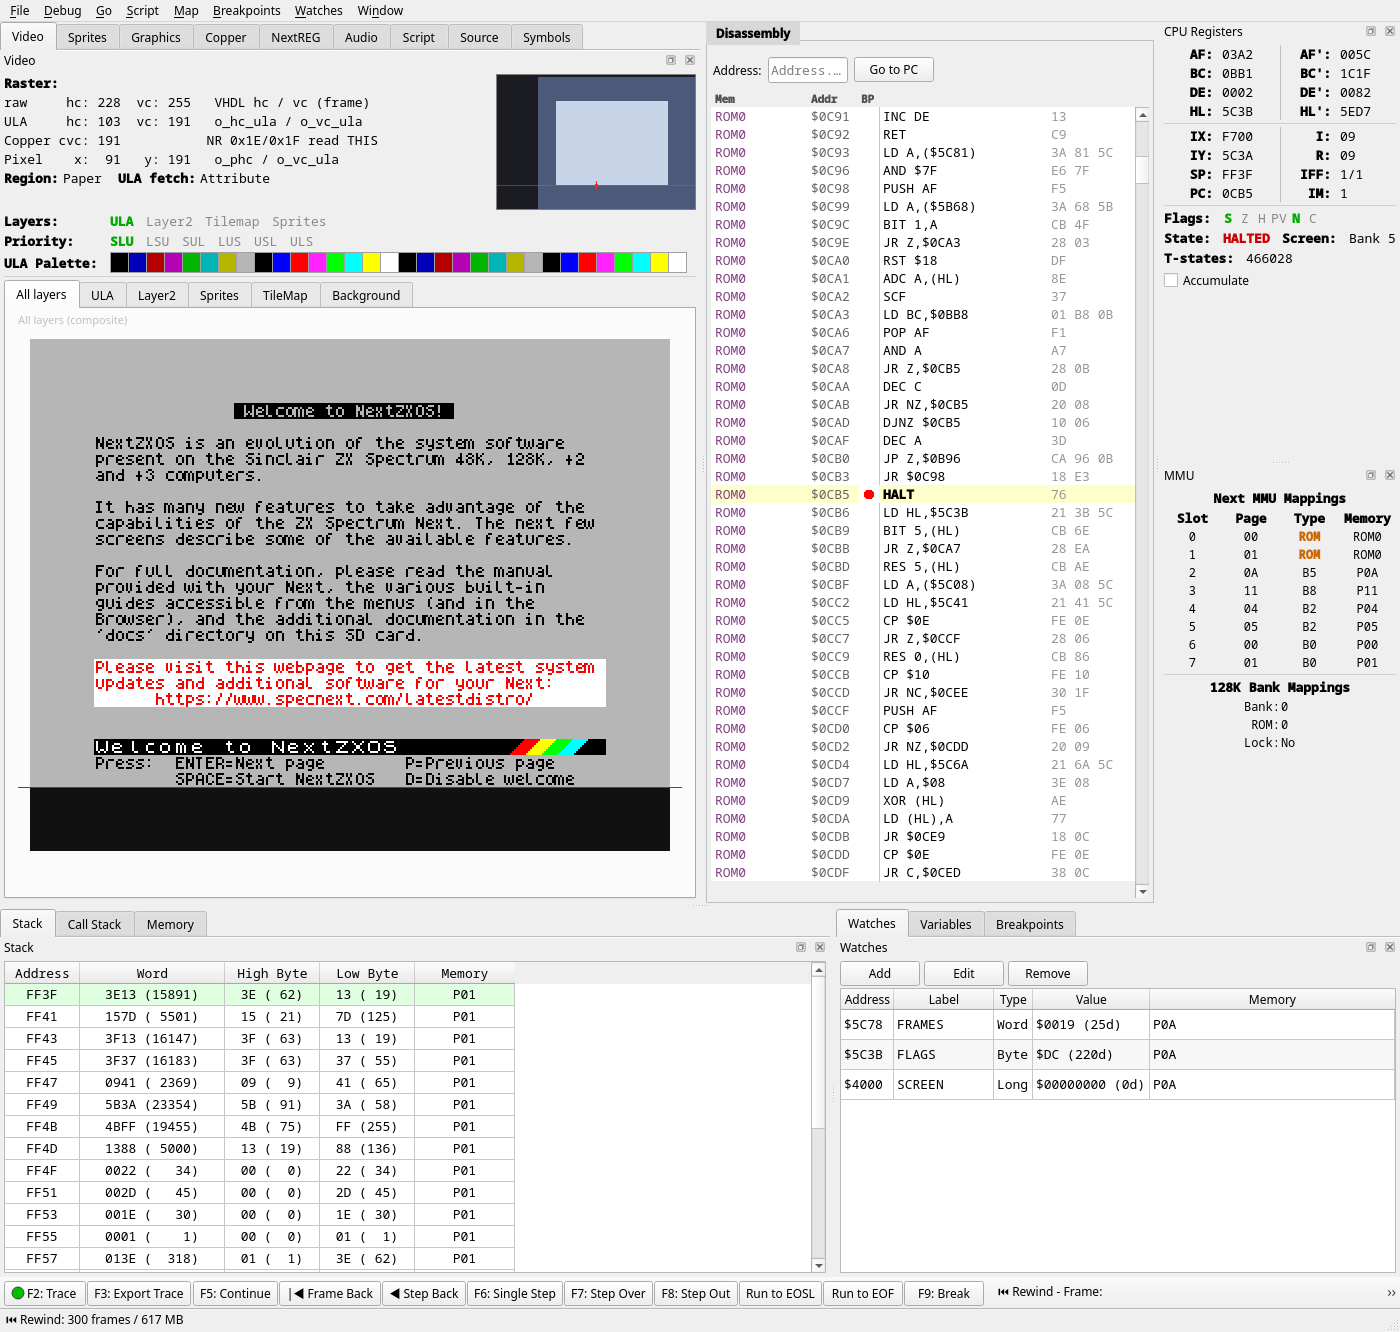 File Debug Go Script Map Breakpoints Watches Window
Video Sprites Graphics Copper NextREG Audio Script Source Symbols
Video
Raster:
raw hc: 228 vc: 255 VHDL hc / vc (frame)
ULA hc: 103 vc: 191 o_hc_ula / o_vc_ula
Copper cvc: 191 NR 0x1E/0x1F read THIS
Pixel x: 91 y: 191 o_phc / o_vc_ula
Region: Paper ULA fetch: Attribute
Layers: ULA Layer2 Tilemap Sprites
Priority: SLU LSU SUL LUS USL ULS
ULA Palette:
All layers ULA Layer2 Sprites TileMap Background
All layers (composite)
Welcome to NextZXOS!
NextZXOS is an evolution of the system software
present on the Sinclair ZX Spectrum 48K, 128K, +2
and +3 computers.
It has many new features to take advantage of the
capabilities of the ZX Spectrum Next. The next few
screens describe some of the available features.
For full documentation, please read the manual
provided with your Next, the various built-in
guides accessible from the menus (and in the
Browser), and the additional documentation in the
'docs' directory on this SD card.
Please visit this webpage to get the latest system
updates and additional software for your Next:
https://www.specnext.com/latestdistro/
Welcome to NextZXOS
Press: ENTER=Next page P=Previous page
SPACE=Start NextZXOS D=Disable welcome
Disassembly
Address: Address... Go to PC
Mem Addr BP
ROM0 $0C91 INC DE 13
ROM0 $0C92 RET C9
ROM0 $0C93 LD A,($5C81) 3A 81 5C
ROM0 $0C96 AND $7F E6 7F
ROM0 $0C98 PUSH AF F5
ROM0 $0C99 LD A,($5B68) 3A 68 5B
ROM0 $0C9C BIT 1,A CB 4F
ROM0 $0C9E JR Z,$0CA3 28 03
ROM0 $0CA0 RST $18 DF
ROM0 $0CA1 ADC A,(HL) 8E
ROM0 $0CA2 SCF 37
ROM0 $0CA3 LD BC,$0BB8 01 B8 0B
ROM0 $0CA6 POP AF F1
ROM0 $0CA7 AND A A7
ROM0 $0CA8 JR Z,$0CB5 28 0B
ROM0 $0CAA DEC C 0D
ROM0 $0CAB JR NZ,$0CB5 20 08
ROM0 $0CAD DJNZ $0CB5 10 06
ROM0 $0CAF DEC A 3D
ROM0 $0CB0 JP Z,$0B96 CA 96 0B
ROM0 $0CB3 JR $0C98 18 E3
ROM0 $0CB5 HALT 76
ROM0 $0CB6 LD HL,$5C3B 21 3B 5C
ROM0 $0CB9 BIT 5,(HL) CB 6E
ROM0 $0CBB JR Z,$0CA7 28 EA
ROM0 $0CBD RES 5,(HL) CB AE
ROM0 $0CBF LD A,($5C08) 3A 08 5C
ROM0 $0CC2 LD HL,$5C41 21 41 5C
ROM0 $0CC5 CP $0E FE 0E
ROM0 $0CC7 JR Z,$0CCF 28 06
ROM0 $0CC9 RES 0,(HL) CB 86
ROM0 $0CCB CP $10 FE 10
ROM0 $0CCD JR NC,$0CEE 30 1F
ROM0 $0CCF PUSH AF F5
ROM0 $0CD0 CP $06 FE 06
ROM0 $0CD2 JR NZ,$0CDD 20 09
ROM0 $0CD4 LD HL,$5C6A 21 6A 5C
ROM0 $0CD7 LD A,$08 3E 08
ROM0 $0CD9 XOR (HL) AE
ROM0 $0CDA LD (HL),A 77
ROM0 $0CDB JR $0CE9 18 0C
ROM0 $0CDD CP $0E FE 0E
ROM0 $0CDF JR C,$0CED 38 0C
CPU Registers
AF: 03A2 AF': 005C
BC: 0BB1 BC': 1C1F
DE: 0002 DE': 0082
HL: 5C3B HL': 5ED7
IX: F700 I: 09
IY: 5C3A R: 09
SP: FF3F IFF: 1/1
PC: 0CB5 IM: 1
Flags: S Z H PV N C
State: HALTED Screen: Bank 5
T-states: 466028
Accumulate
MMU
Next MMU Mappings
Slot Page Type Memory
0 00 ROM ROM0
1 01 ROM ROM0
2 0A B5 P0A
3 11 B8 P11
4 04 B2 P04
5 05 B2 P05
6 00 B0 P00
7 01 B0 P01
128K Bank Mappings
Bank:0
ROM:0
Lock:No
Stack Call Stack Memory
Stack
Address Word High Byte Low Byte Memory
FF3F 3E13 (15891) 3E ( 62) 13 ( 19) P01
FF41 157D ( 5501) 15 ( 21) 7D (125) P01
FF43 3F13 (16147) 3F ( 63) 13 ( 19) P01
FF45 3F37 (16183) 3F ( 63) 37 ( 55) P01
FF47 0941 ( 2369) 09 ( 9) 41 ( 65) P01
FF49 5B3A (23354) 5B ( 91) 3A ( 58) P01
FF4B 4BFF (19455) 4B ( 75) FF (255) P01
FF4D 1388 ( 5000) 13 ( 19) 88 (136) P01
FF4F 0022 ( 34) 00 ( 0) 22 ( 34) P01
FF51 002D ( 45) 00 ( 0) 2D ( 45) P01
FF53 001E ( 30) 00 ( 0) 1E ( 30) P01
FF55 0001 ( 1) 00 ( 0) 01 ( 1) P01
FF57 013E ( 318) 01 ( 1) 3E ( 62) P01
Watches Variables Breakpoints
Watches
Add Edit Remove
Address Label Type Value Memory
$5C78 FRAMES Word $0019 (25d) P0A
$5C3B FLAGS Byte $DC (220d) P0A
$4000 SCREEN Long $00000000 (0d) P0A
F2: Trace F3: Export Trace F5: Continue |◀ Frame Back ◀ Step Back F6: Single Step F7: Step Over F8: Step Out Run to EOSL Run to EOF F9: Break ⏮ Rewind - Frame: ››
⏮ Rewind: 300 frames / 617 MB